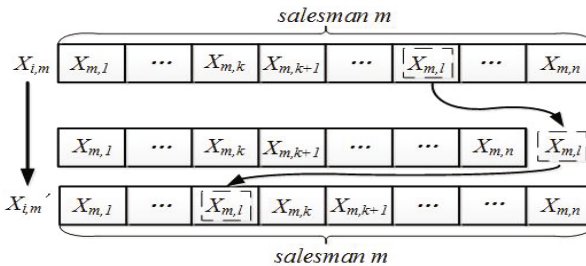 salesman m
X_{i,m} X_{m,1} ... X_{m,k} X_{m,k+1} ... X_{m,l} ... X_{m,n}
X_{m,1} ... X_{m,k} X_{m,k+1} ... ... X_{m,n} X_{m,l}
X_{i,m}′ X_{m,1} ... X_{m,l} X_{m,k} X_{m,k+1} ... ... X_{m,n}
salesman m